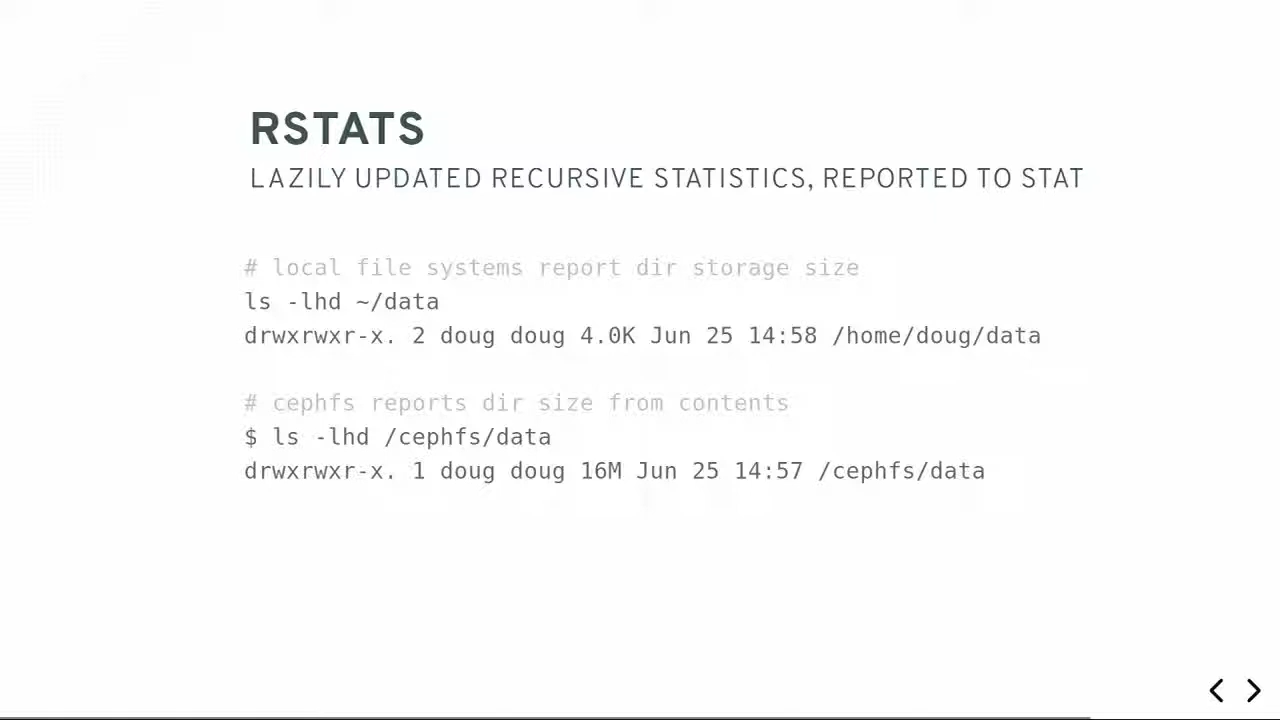 RSTATS
LAZILY UPDATED RECURSIVE STATISTICS, REPORTED TO STAT
# local file systems report dir storage size
ls -lhd ~/data
drwxrwxr-x. 2 doug doug 4.0K Jun 25 14:58 /home/doug/data
# cephfs reports dir size from contents
$ ls -lhd /cephfs/data
drwxrwxr-x. 1 doug doug 16M Jun 25 14:57 /cephfs/data